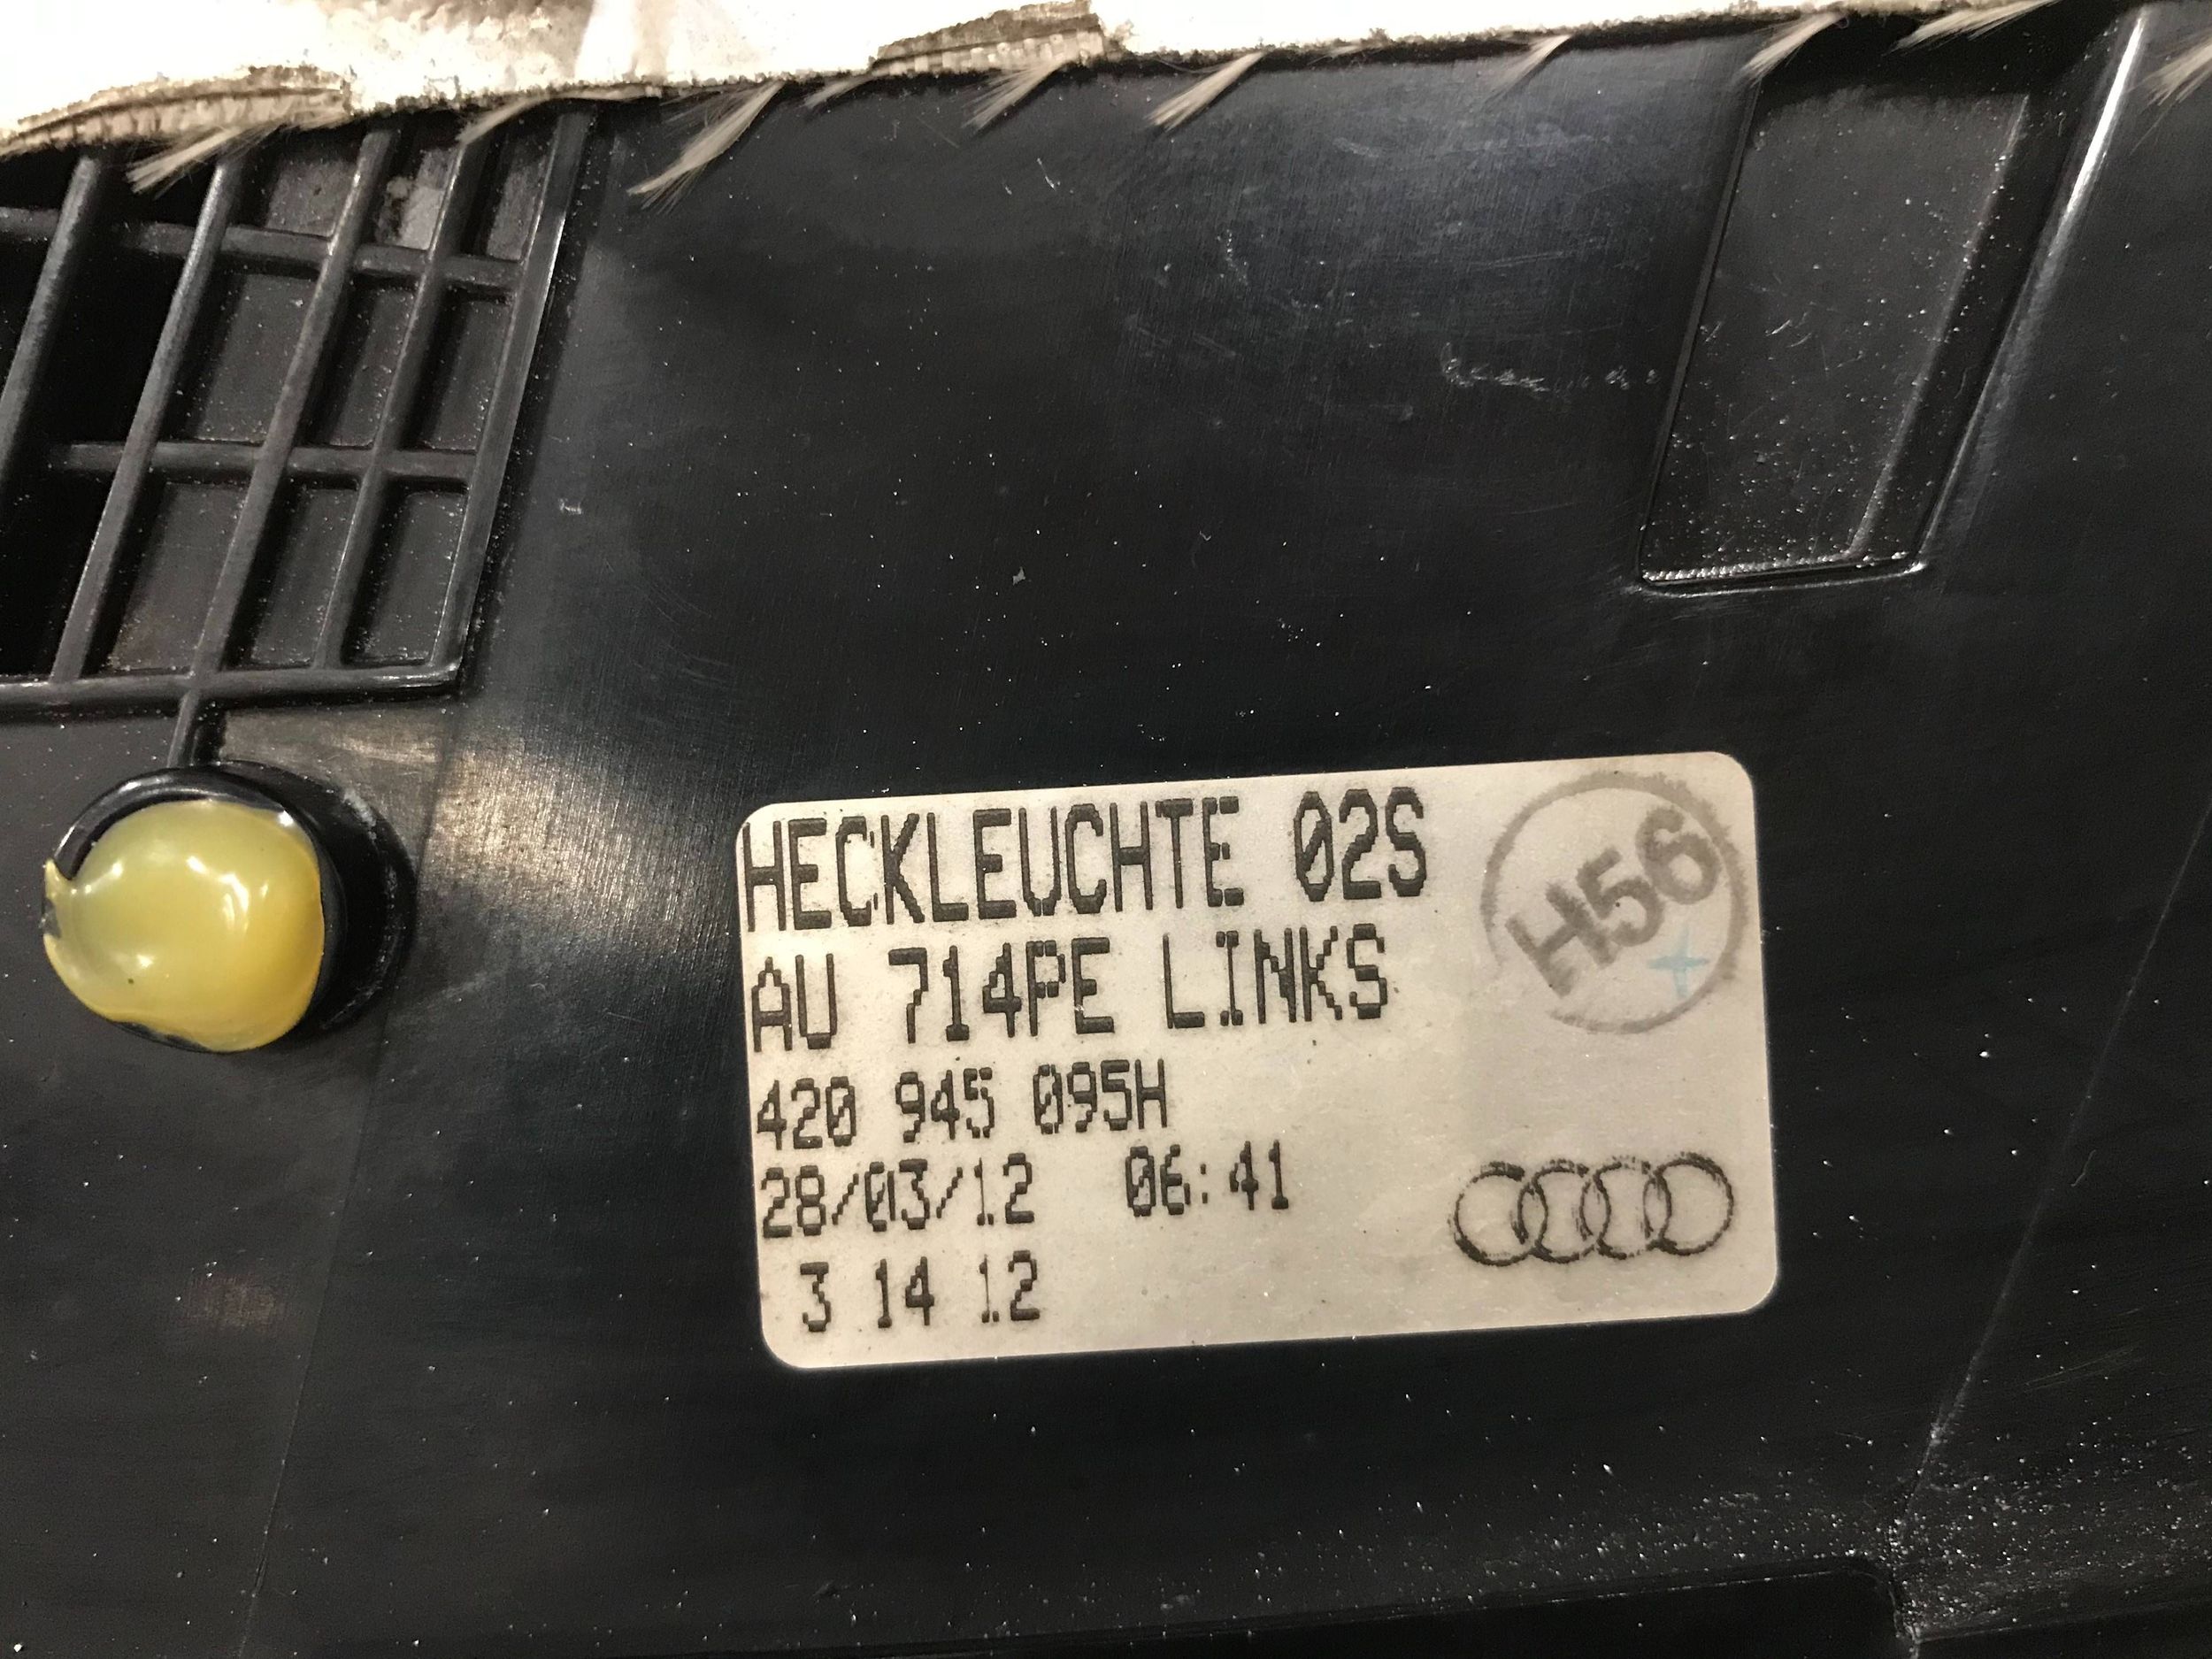 HECKLEUCHTE 02S
H56
AU 714PE LINKS
420 945 095H
28/03/12 06:41
3 14 12